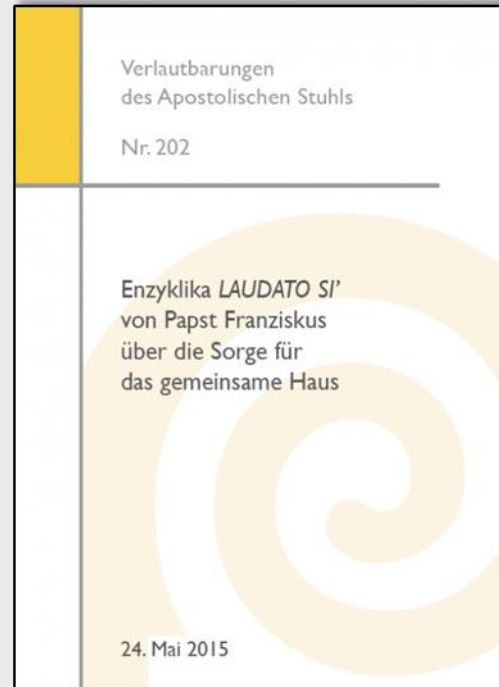 Verlautbarungen
des Apostolischen Stuhls
Nr. 202
Enzyklika LAUDATO SI’
von Papst Franziskus
über die Sorge für
das gemeinsame Haus
24. Mai 2015